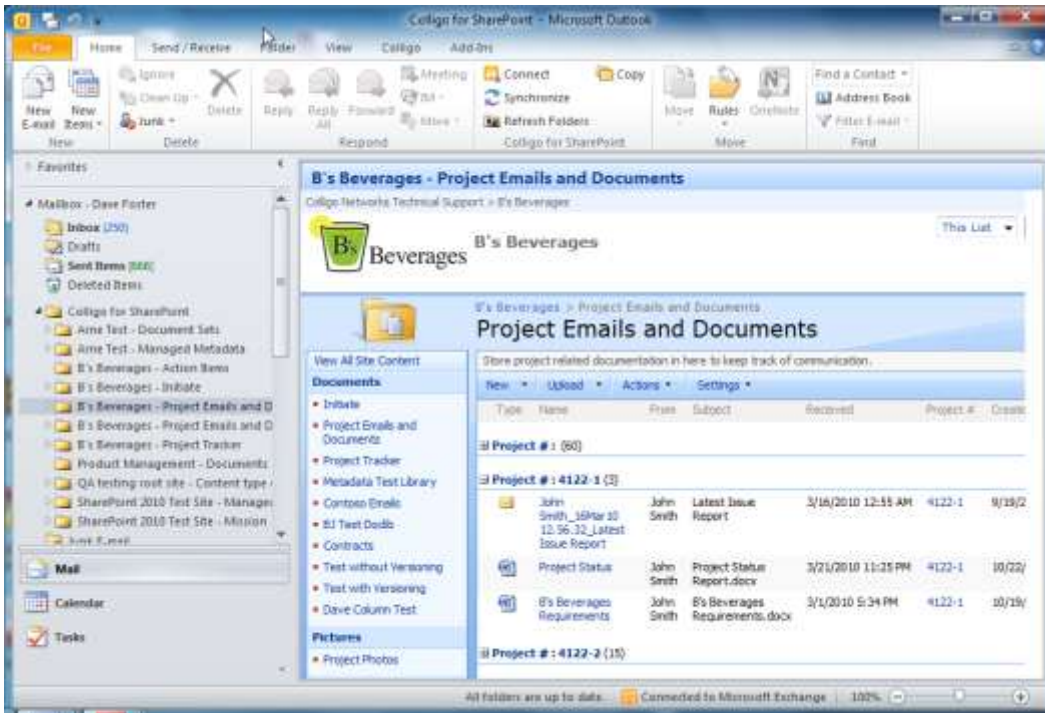 Colligo for SharePoint - Microsoft Outlook
File Home Send / Receive Folder View Colligo Add-Ins
New E-mail
New Items
New
Ignore
Clean Up
Junk
Delete
Delete
Reply
Reply All
Forward
Meeting
IM
More
Respond
Connect
Copy
Synchronize
Refresh Folders
Colligo for SharePoint
Move
Rules
OneNote
Move
Find a Contact
Address Book
Filter E-mail
Find
Favorites
Mailbox - Dave Foster
Inbox (250)
Drafts
Sent Items (666)
Deleted Items
Colligo for SharePoint
Arne Test - Document Sets
Arne Test - Managed Metadata
B's Beverages - Action Items
B's Beverages - Initiate
B's Beverages - Project Emails and D
B's Beverages - Project Emails and D
B's Beverages - Project Tracker
Product Management - Documents
QA testing root site - Content type
SharePoint 2010 Test Site - Manage
SharePoint 2010 Test Site - Mission
Junk E-mail
Mail
Calendar
Tasks
B's Beverages - Project Emails and Documents
Colligo Networks Technical Support > B's Beverages
B's Beverages
B's Beverages
This List
B's Beverages > Project Emails and Documents
Project Emails and Documents
View All Site Content
Documents
Initiate
Project Emails and
Documents
Project Tracker
Metadata Test Library
Contoso Emails
Contracts
Test without Versioning
Test with Versioning
Dave Column Test
Pictures
Project Photos
Store project related documentation in here to keep track of communication.
New Upload Actions Settings
Type Name From Subject Received Project # Create
Project # : (60)
Project # : 4122-1 (3)
John John Latest Issue 3/16/2010 12:55 AM 4122-1 9/19/2
Smith_16Mar10 Smith Report
12.56.32_Latest
Issue Report
Project Status John Project Status 3/21/2010 11:25 PM 4122-1 10/22/
Smith Report.docx
B's Beverages John B's Beverages 3/1/2010 5:34 PM 4122-1 10/19/
Requirements Smith Requirements.docx
Project # : 4122-2 (15)
All folders are up to date. Connected to Microsoft Exchange 100%